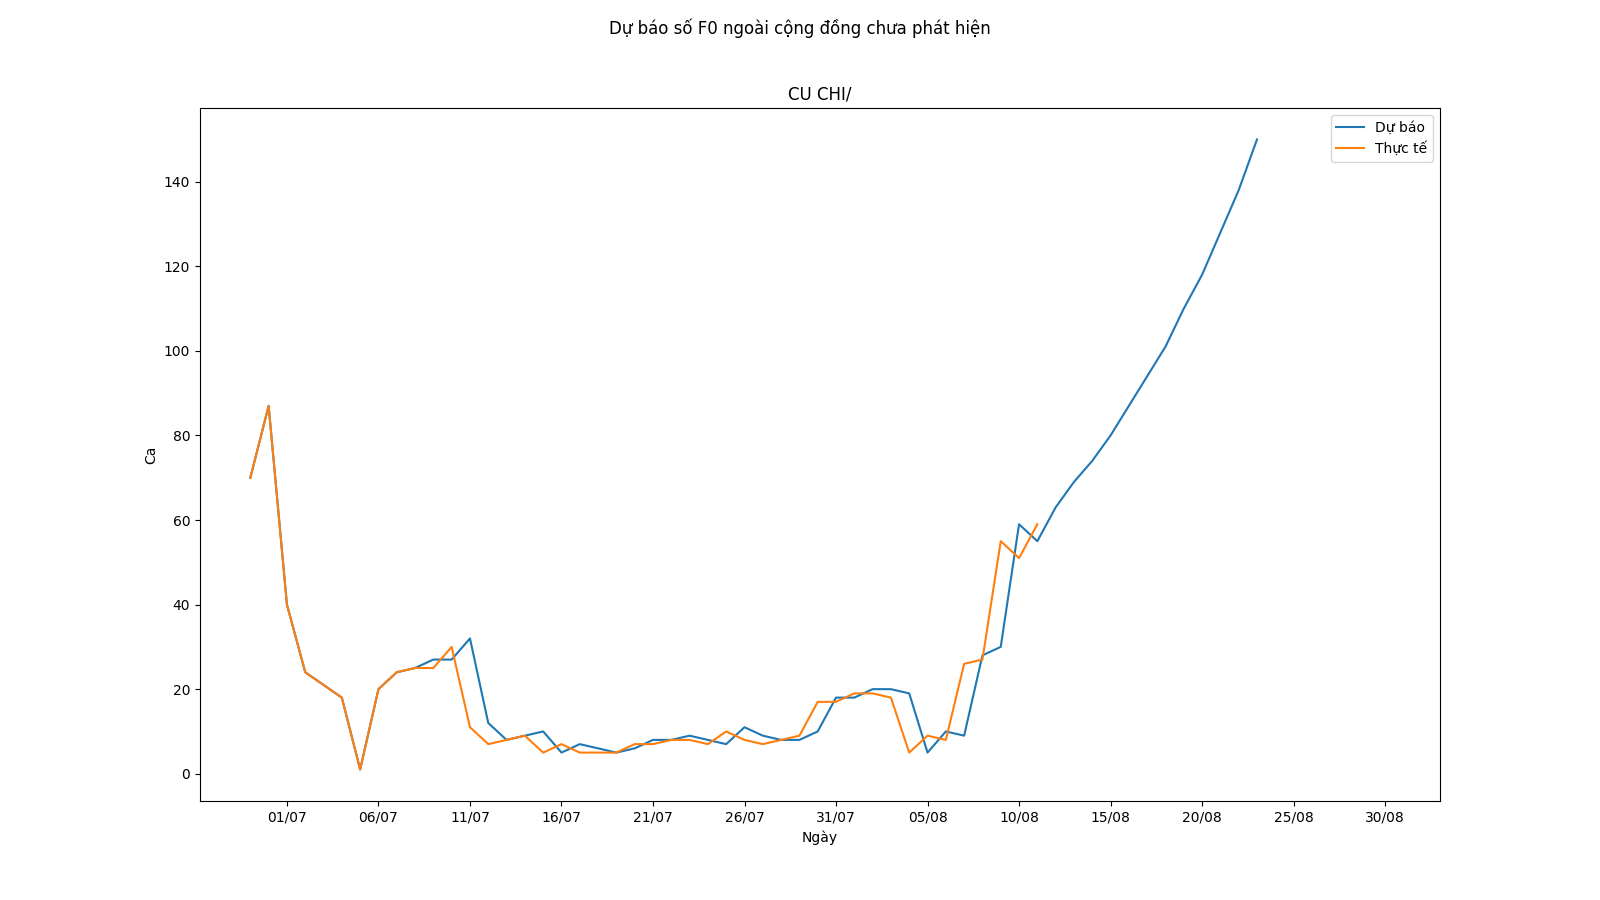 Dự báo số F0 ngoài cộng đồng chưa phát hiện
CU CHI/
Dự báo
Thực tế
140
120
100
80
60
40
20
0
Ca
01/07 06/07 11/07 16/07 21/07 26/07 31/07 05/08 10/08 15/08 20/08 25/08 30/08
Ngày